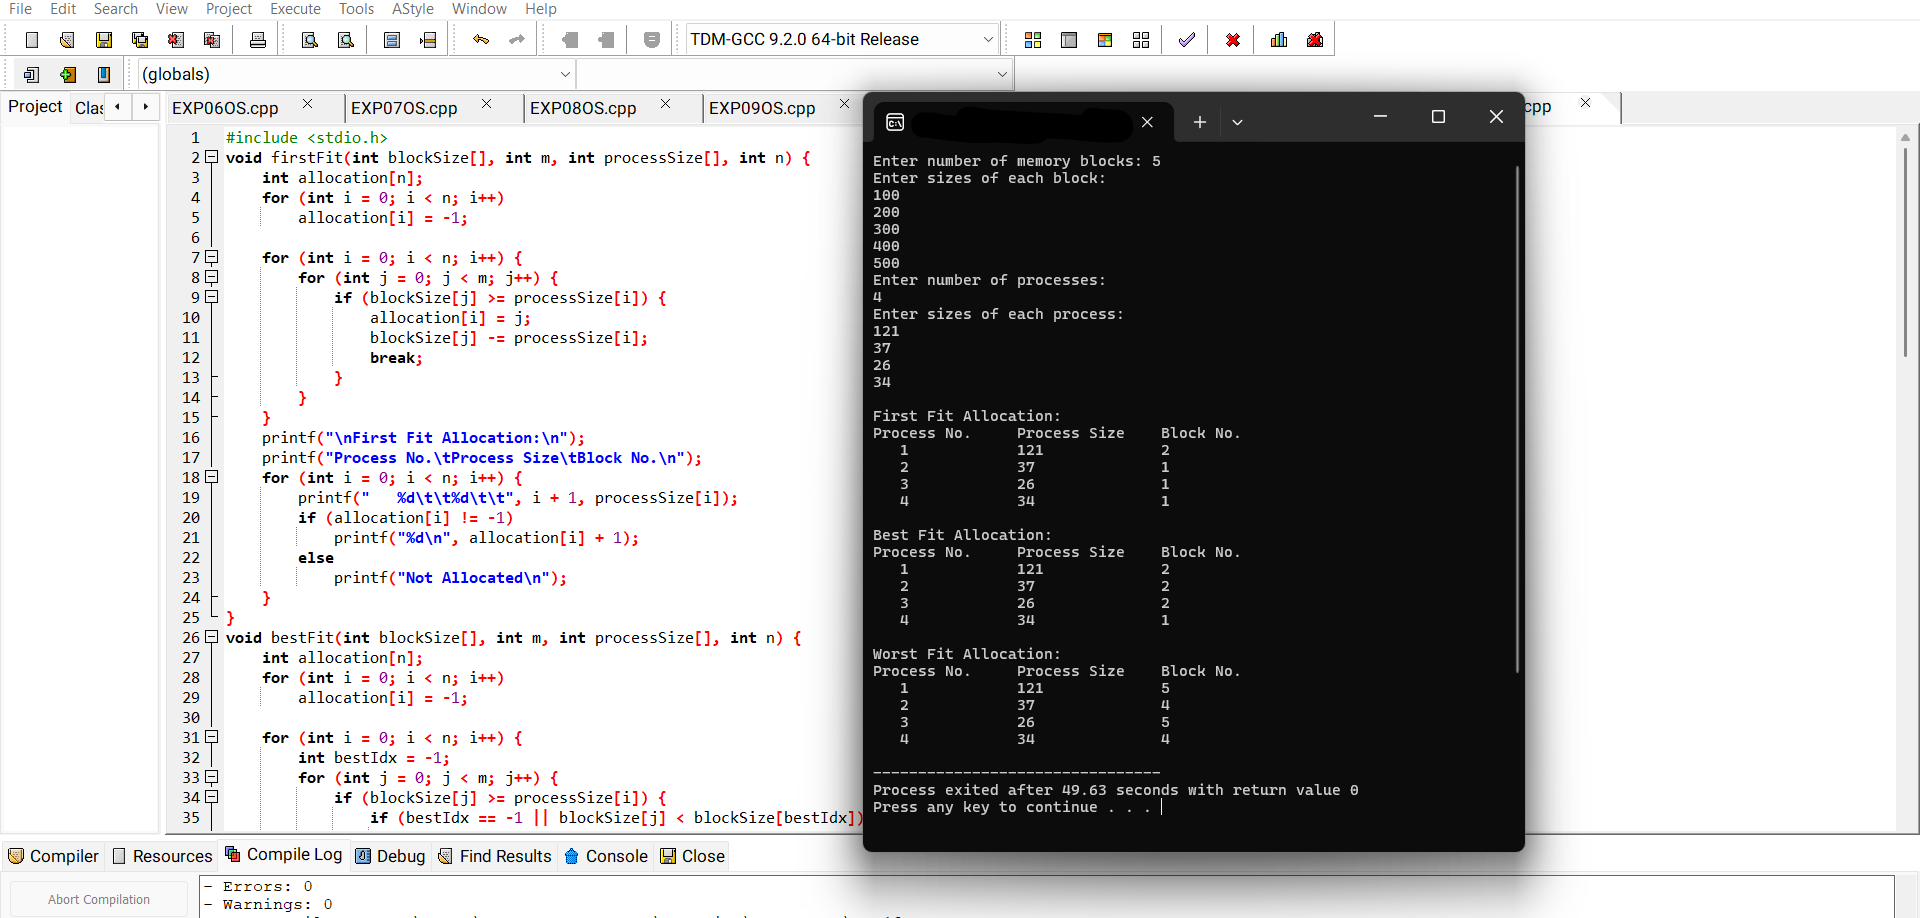 File Edit Search View Project Execute Tools AStyle Window Help
TDM-GCC 9.2.0 64-bit Release
(globals)
Project Clas EXP06OS.cpp EXP07OS.cpp EXP08OS.cpp EXP09OS.cpp cpp
1 #include <stdio.h>
2 void firstFit(int blockSize[], int m, int processSize[], int n) {
3 int allocation[n];
4 for (int i = 0; i < n; i++)
5 allocation[i] = -1;
6
7 for (int i = 0; i < n; i++) {
8 for (int j = 0; j < m; j++) {
9 if (blockSize[j] >= processSize[i]) {
10 allocation[i] = j;
11 blockSize[j] -= processSize[i];
12 break;
13 }
14 }
15 }
16 printf("\nFirst Fit Allocation:\n");
17 printf("Process No.\tProcess Size\tBlock No.\n");
18 for (int i = 0; i < n; i++) {
19 printf("   %d\t\t%d\t\t", i + 1, processSize[i]);
20 if (allocation[i] != -1)
21 printf("%d\n", allocation[i] + 1);
22 else
23 printf("Not Allocated\n");
24 }
25 }
26 void bestFit(int blockSize[], int m, int processSize[], int n) {
27 int allocation[n];
28 for (int i = 0; i < n; i++)
29 allocation[i] = -1;
30
31 for (int i = 0; i < n; i++) {
32 int bestIdx = -1;
33 for (int j = 0; j < m; j++) {
34 if (blockSize[j] >= processSize[i]) {
35 if (bestIdx == -1 || blockSize[j] < blockSize[bestIdx])
Enter number of memory blocks: 5
Enter sizes of each block:
100
200
300
400
500
Enter number of processes:
4
Enter sizes of each process:
121
37
26
34
First Fit Allocation:
Process No. Process Size Block No.
1 121 2
2 37 1
3 26 1
4 34 1
Best Fit Allocation:
Process No. Process Size Block No.
1 121 2
2 37 2
3 26 2
4 34 1
Worst Fit Allocation:
Process No. Process Size Block No.
1 121 5
2 37 4
3 26 5
4 34 4
--------------------------------
Process exited after 49.63 seconds with return value 0
Press any key to continue . . .
Compiler Resources Compile Log Debug Find Results Console Close
Abort Compilation
- Errors: 0
- Warnings: 0